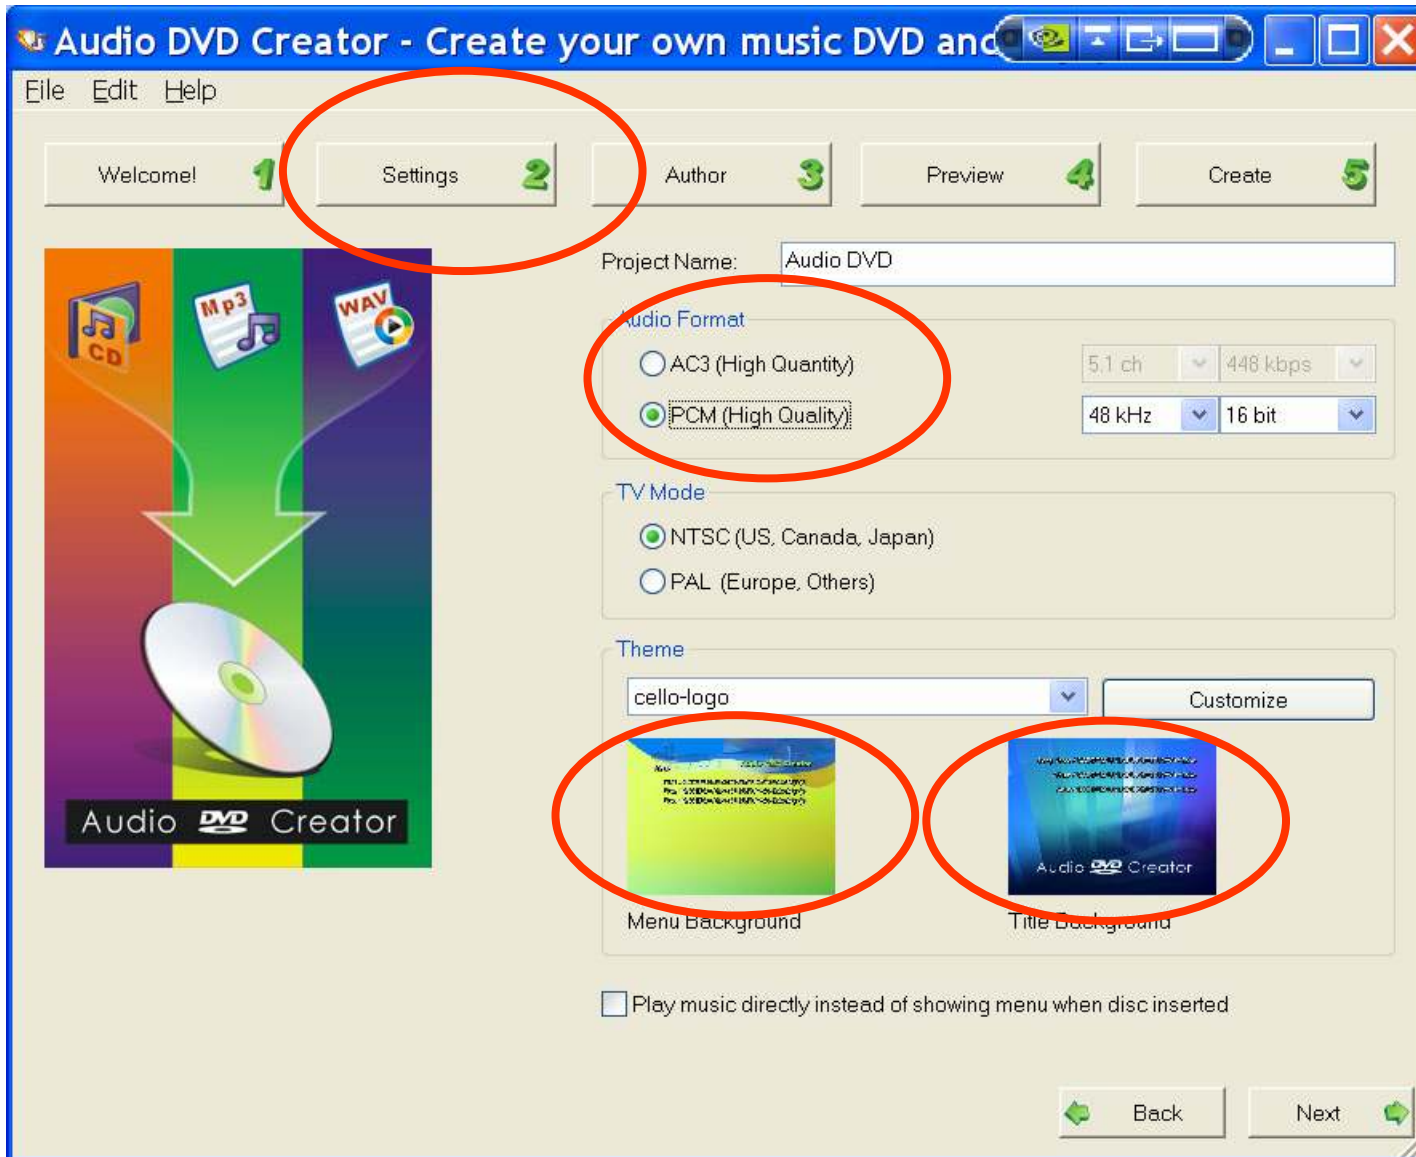 Audio DVD Creator - Create your own music DVD and
File Edit Help
Welcome! 1 Settings 2 Author 3 Preview 4 Create 5
Project Name: Audio DVD
CD Mp3 WAV
Audio Format
AC3 (High Quantity) 5.1 ch 448 kbps
PCM (High Quality) 48 kHz 16 bit
TV Mode
NTSC (US, Canada, Japan)
PAL (Europe, Others)
Theme
cello-logo Customize
Audio DVD Creator
Audio DVD Creator
Audio DVD Creator
Menu Background Title Background
Play music directly instead of showing menu when disc inserted
Back Next